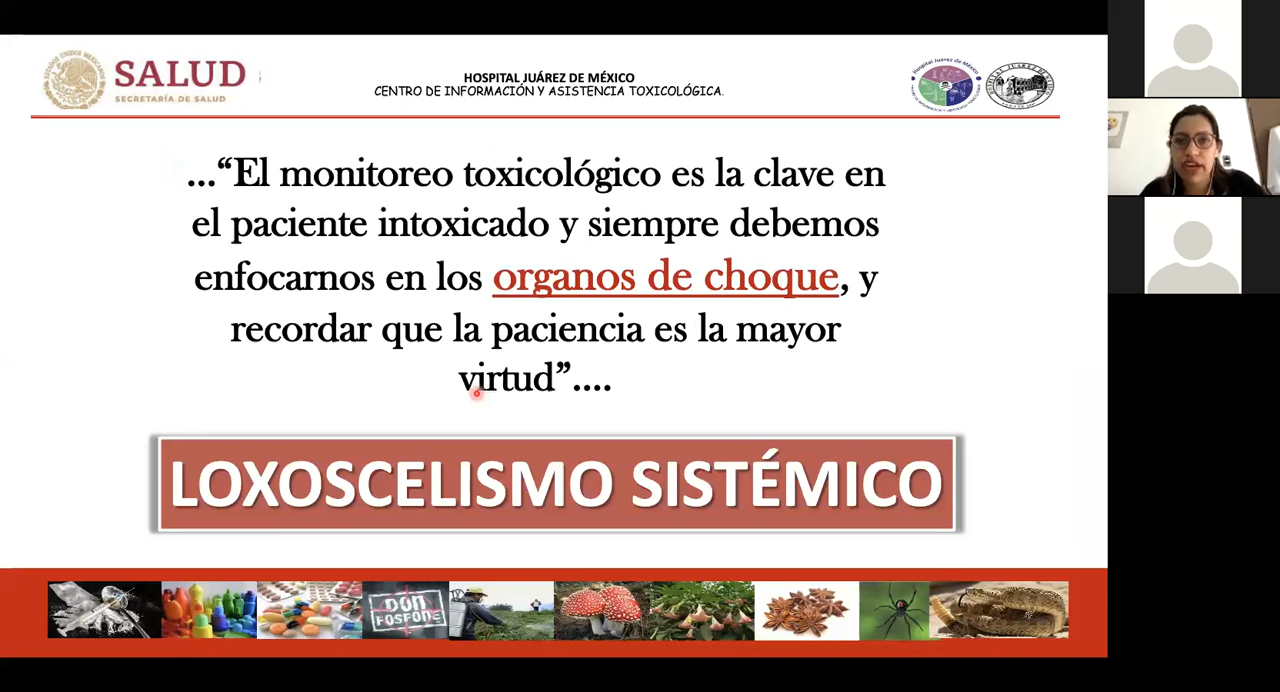 SALUD
SECRETARÍA DE SALUD
HOSPITAL JUÁREZ DE MÉXICO
CENTRO DE INFORMACIÓN Y ASISTENCIA TOXICOLÓGICA.
...“El monitoreo toxicológico es la clave en
el paciente intoxicado y siempre debemos
enfocarnos en los organos de choque, y
recordar que la paciencia es la mayor
virtud”....
LOXOSCELISMO SISTÉMICO
DON
FOSFONE